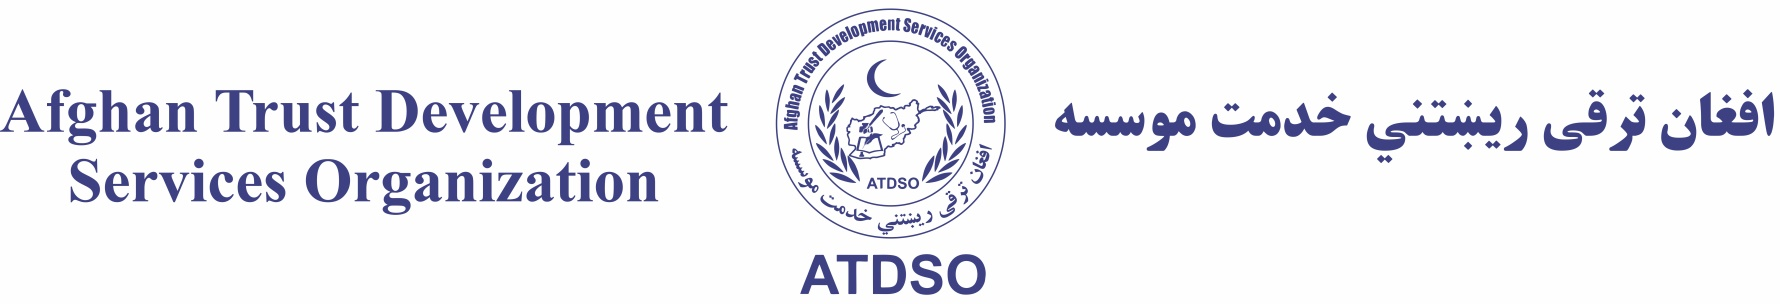 Afghan Trust Development
Services Organization
Afghan Trust Development Services Organization
ATDSO
افغان ترقی ریښتني خدمت موسسه
ATDSO
افغان ترقی ریښتني خدمت موسسه